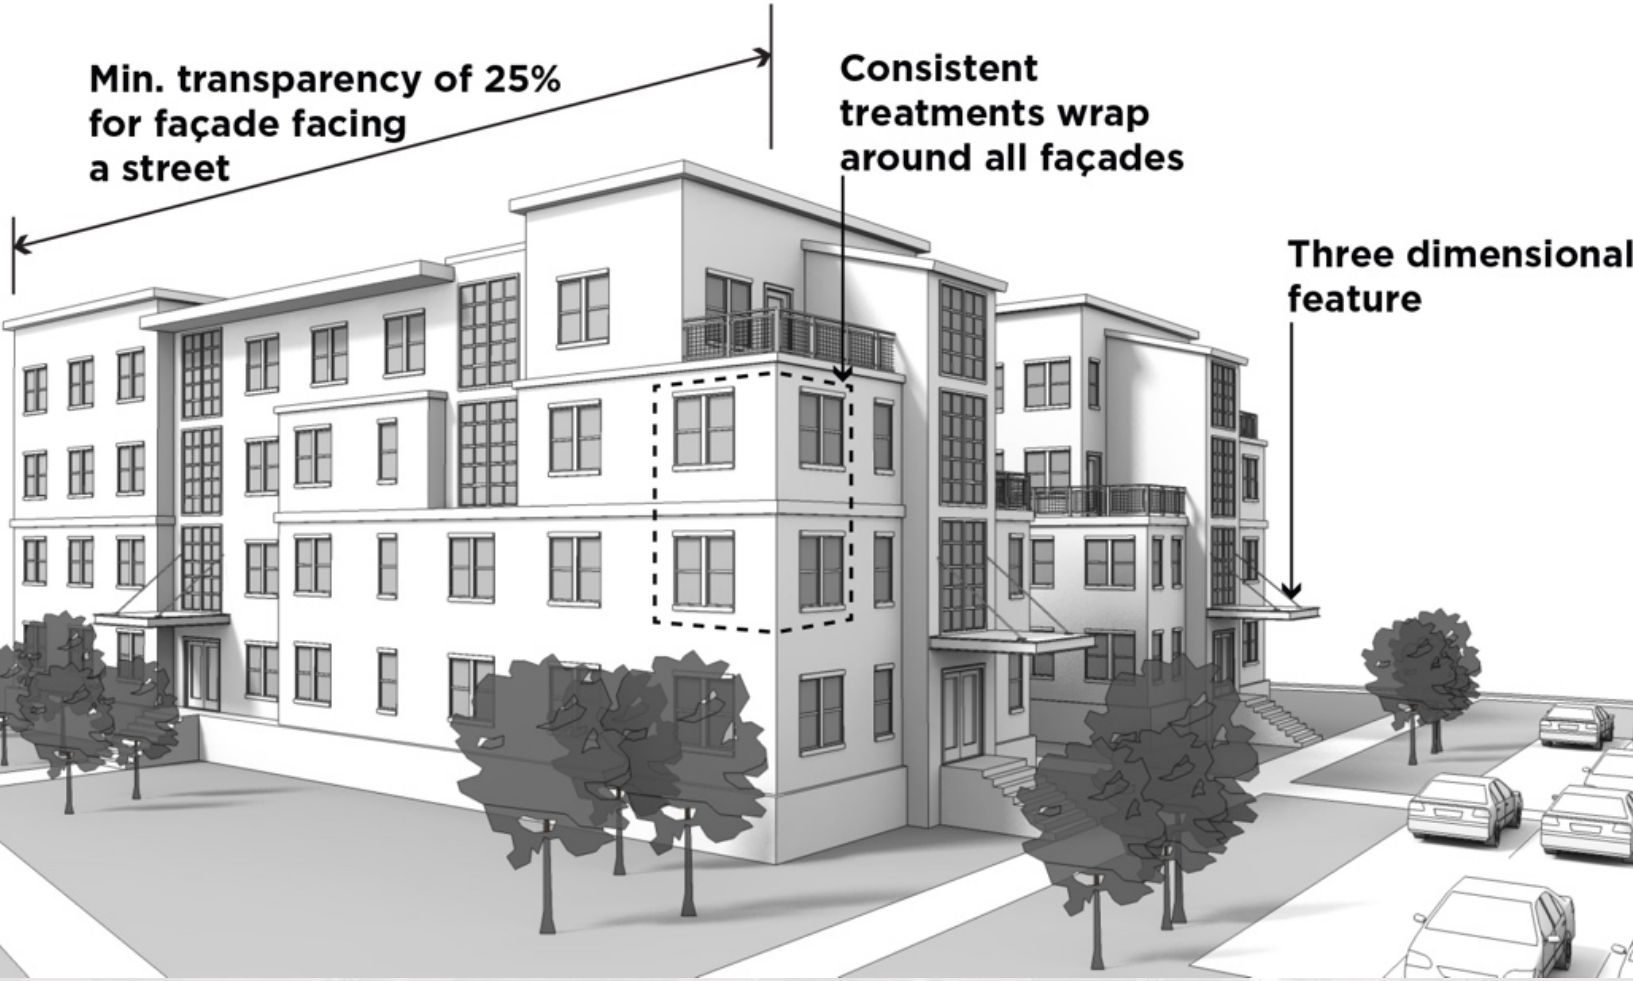 Min. transparency of 25%
for façade facing
a street
Consistent
treatments wrap
around all façades
Three dimensional
feature